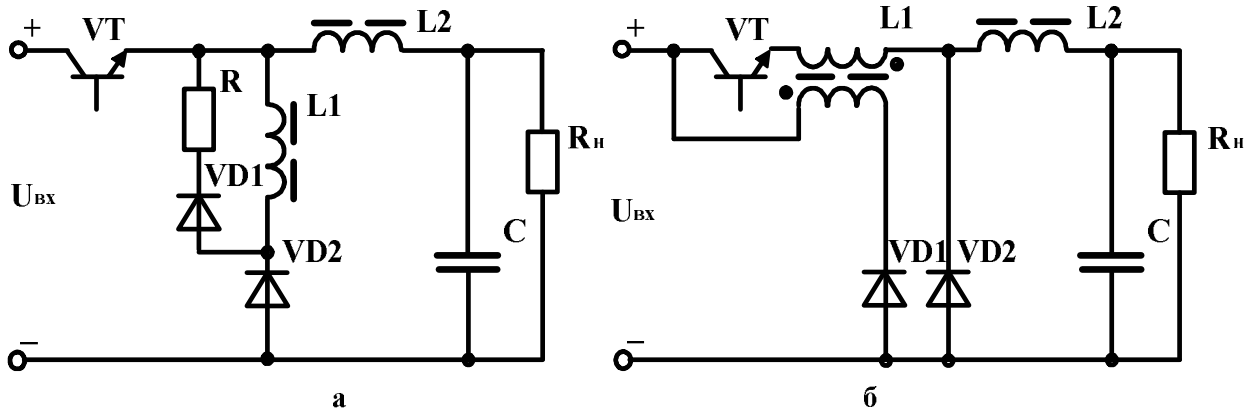 + VT L2
R
L1
Rн
VD1
Uвх
C
VD2
−
а
+ VT L1 L2
Rн
Uвх
C
VD1 VD2
−
б